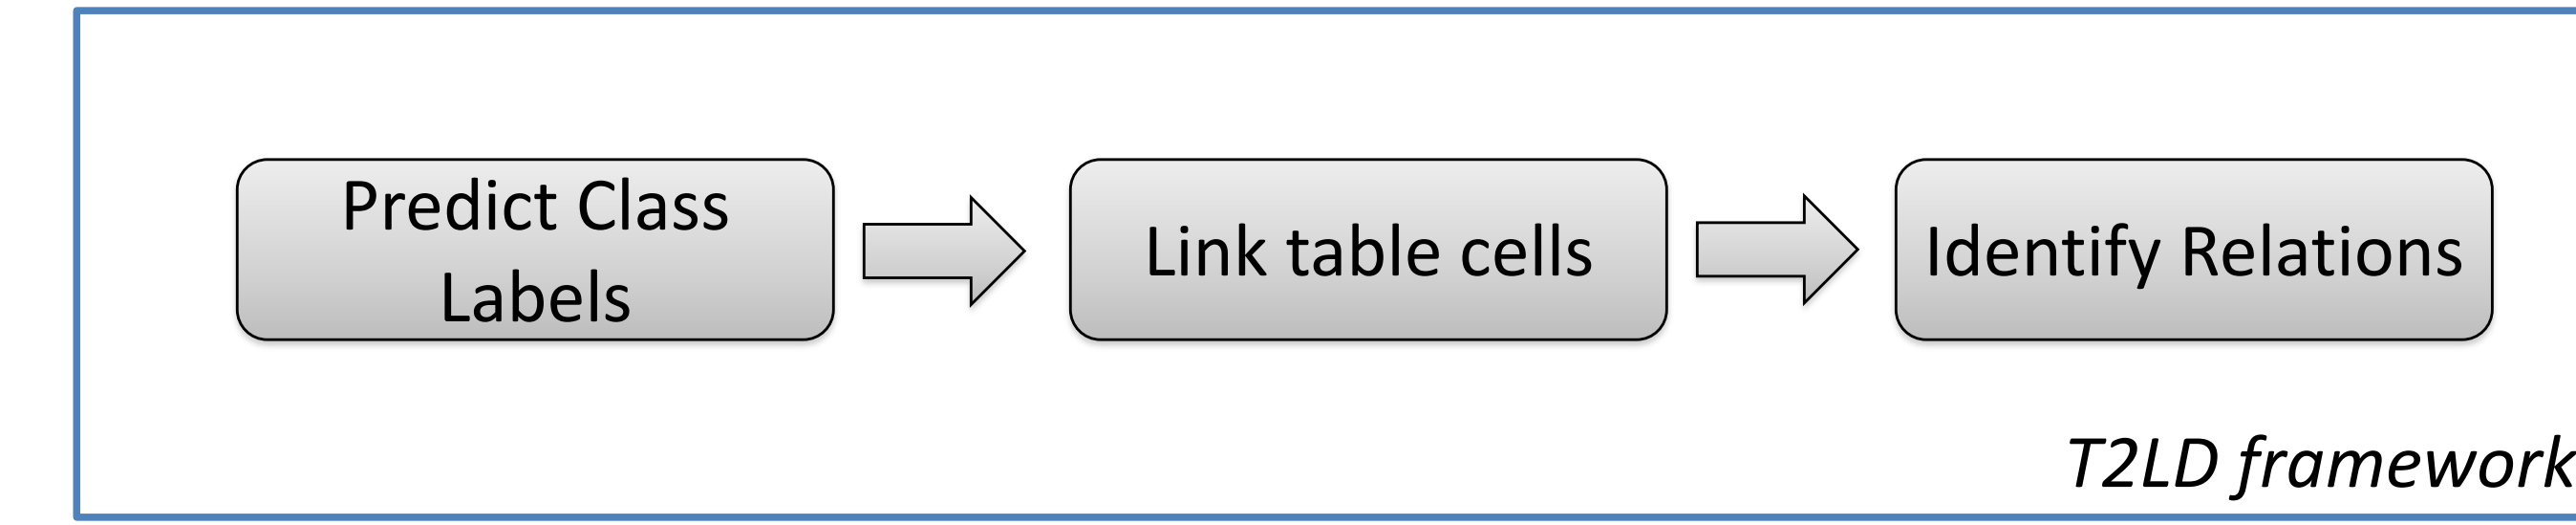 Predict Class
Labels
Link table cells
Identify Relations
T2LD framework